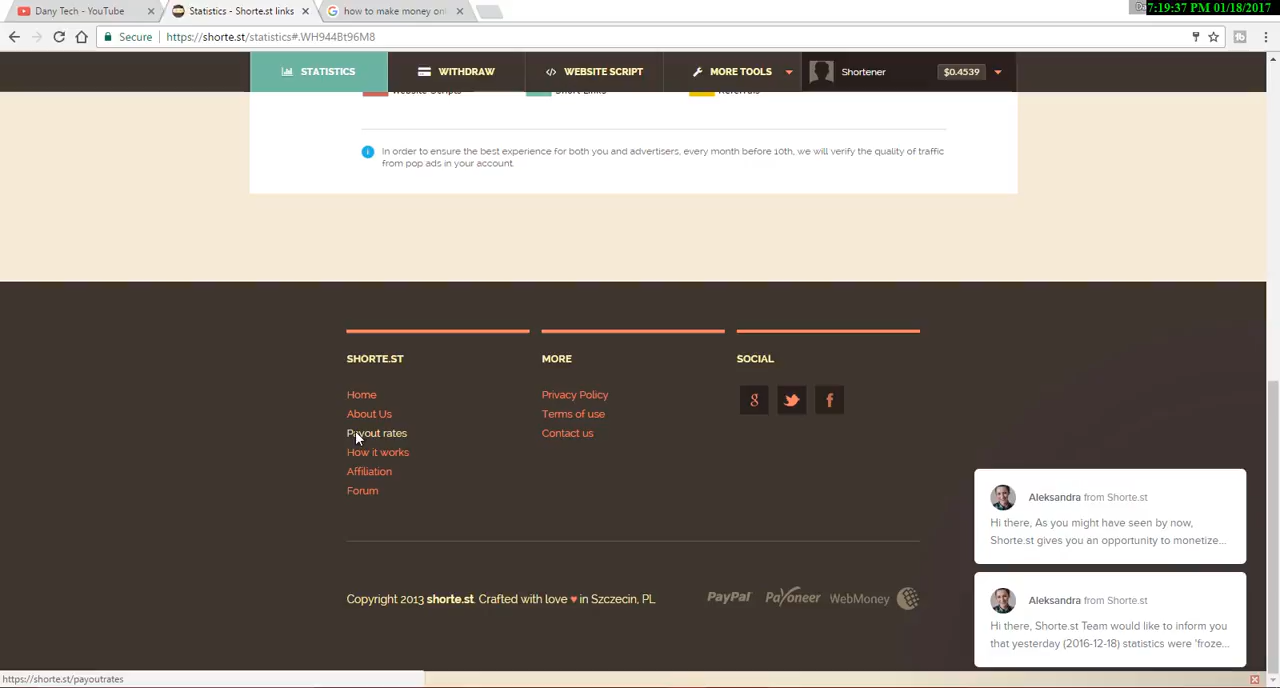 Dany Tech - YouTube
Statistics - Shorte.st links
how to make money onl
7:19:37 PM 01/18/2017
Secure
https://shorte.st/statistics#.WH944Bt96M8
STATISTICS
WITHDRAW
WEBSITE SCRIPT
MORE TOOLS
Shortener
$0.4539
Website Scripts
Short Links
Referrals
In order to ensure the best experience for both you and advertisers, every month before 10th, we will verify the quality of traffic
from pop ads in your account.
SHORTE.ST
Home
About Us
Payout rates
How it works
Affiliation
Forum
MORE
Privacy Policy
Terms of use
Contact us
SOCIAL
Aleksandra from Shorte.st
Hi there, As you might have seen by now,
Shorte.st gives you an opportunity to monetize...
Aleksandra from Shorte.st
Hi there, Shorte.st Team would like to inform you
that yesterday (2016-12-18) statistics were 'froze...
Copyright 2013 shorte.st. Crafted with love ♥ in Szczecin, PL.
PayPal
Payoneer
WebMoney
https://shorte.st/payoutrates